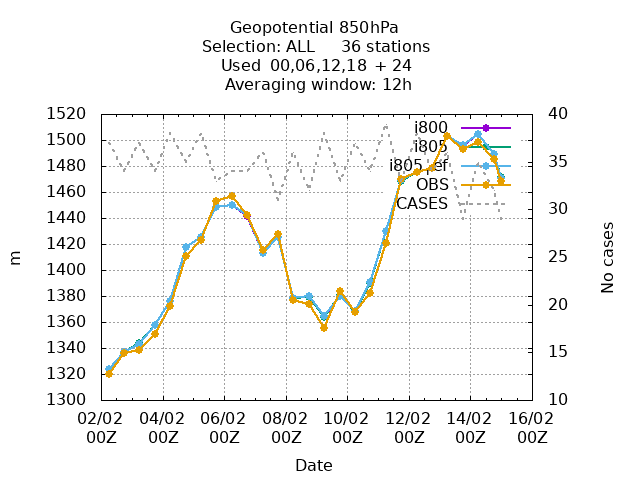 Geopotential 850hPa
Selection: ALL 36 stations
Used 00,06,12,18 + 24
Averaging window: 12h
1520
1500
1480
1460
1440
1420
1400
1380
1360
1340
1320
1300
40
35
30
25
20
15
10
i800
i805
i805_ref
OBS
CASES
m
No cases
02/02 04/02 06/02 08/02 10/02 12/02 14/02 16/02
00Z 00Z 00Z 00Z 00Z 00Z 00Z 00Z
Date